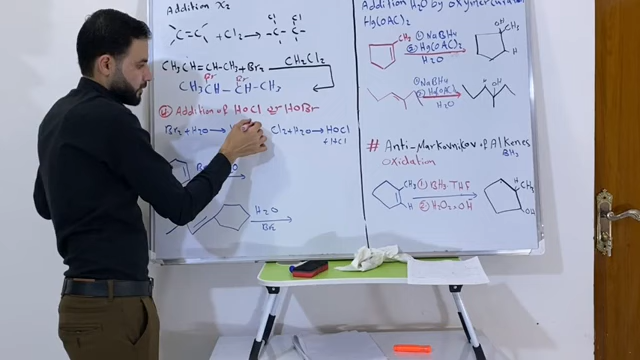 Addition X2
C=C + Cl2 → -C-C-
Cl Cl
CH3CH=CH-CH3 + Br2 CH2Cl2
Br Br
CH3CH-CH-CH3
Addition of HOCl or HOBr
Br2+H2O → Cl2+H2O → HOCl
+HCl
H2O
Br2
Addition H2O by oxymercuration
Hg(OAC)2
CH3 ① NaBH4 OH CH3
② Hg(OAC)2 H
H2O
① NaBH4 OH
② Hg(OAC)2
H2O
# Anti-Markovnikov of Alkenes
BH3
oxidation
CH3 ① BH3 THF H CH3
H ② H2O2, OH- OH